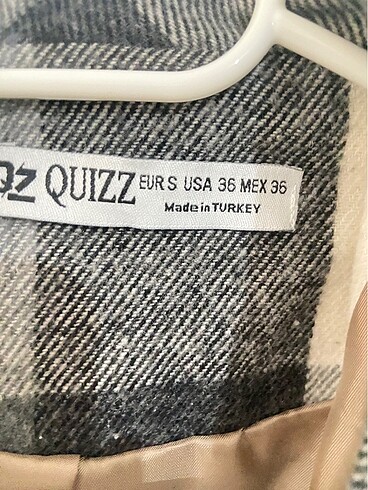 QZ QUIZZ EUR S USA 36 MEX 36
Made in TURKEY